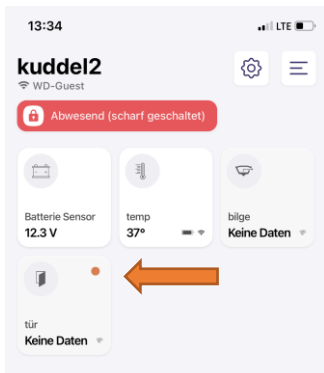 13:34
LTE
kuddel2
WD-Guest
Abwesend (scharf geschaltet)
Batterie Sensor
12.3 V
temp
37°
bilge
Keine Daten
tür
Keine Daten